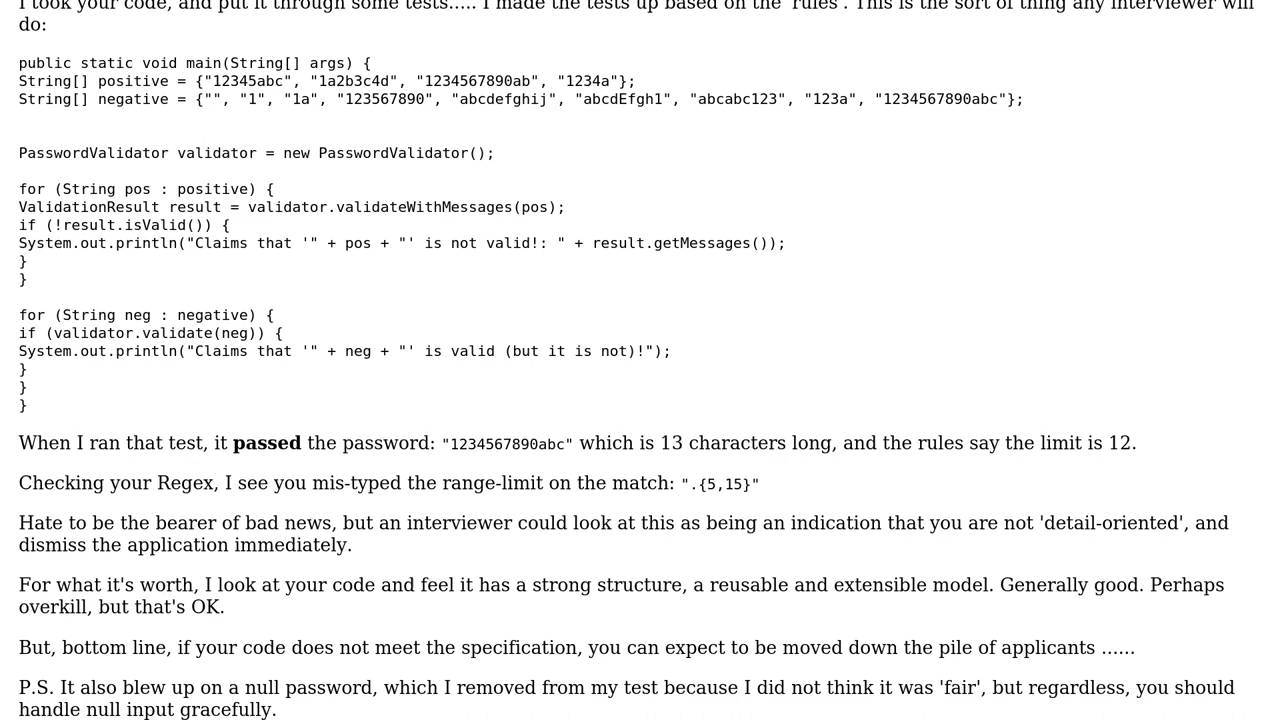 I took your code, and put it through some tests..... I made the tests up based on the 'rules'. This is the sort of thing any interviewer will
do:
public static void main(String[] args) {
String[] positive = {"12345abc", "1a2b3c4d", "1234567890ab", "1234a"};
String[] negative = {"", "1", "1a", "123567890", "abcdefghij", "abcdEfgh1", "abcabc123", "123a", "1234567890abc"};
PasswordValidator validator = new PasswordValidator();
for (String pos : positive) {
ValidationResult result = validator.validateWithMessages(pos);
if (!result.isValid()) {
System.out.println("Claims that '" + pos + "' is not valid!: " + result.getMessages());
}
}
for (String neg : negative) {
if (validator.validate(neg)) {
System.out.println("Claims that '" + neg + "' is valid (but it is not)!");
}
}
}
When I ran that test, it passed the password: "1234567890abc" which is 13 characters long, and the rules say the limit is 12.
Checking your Regex, I see you mis-typed the range-limit on the match: ".{5,15}"
Hate to be the bearer of bad news, but an interviewer could look at this as being an indication that you are not 'detail-oriented', and
dismiss the application immediately.
For what it's worth, I look at your code and feel it has a strong structure, a reusable and extensible model. Generally good. Perhaps
overkill, but that's OK.
But, bottom line, if your code does not meet the specification, you can expect to be moved down the pile of applicants ......
P.S. It also blew up on a null password, which I removed from my test because I did not think it was 'fair', but regardless, you should
handle null input gracefully.